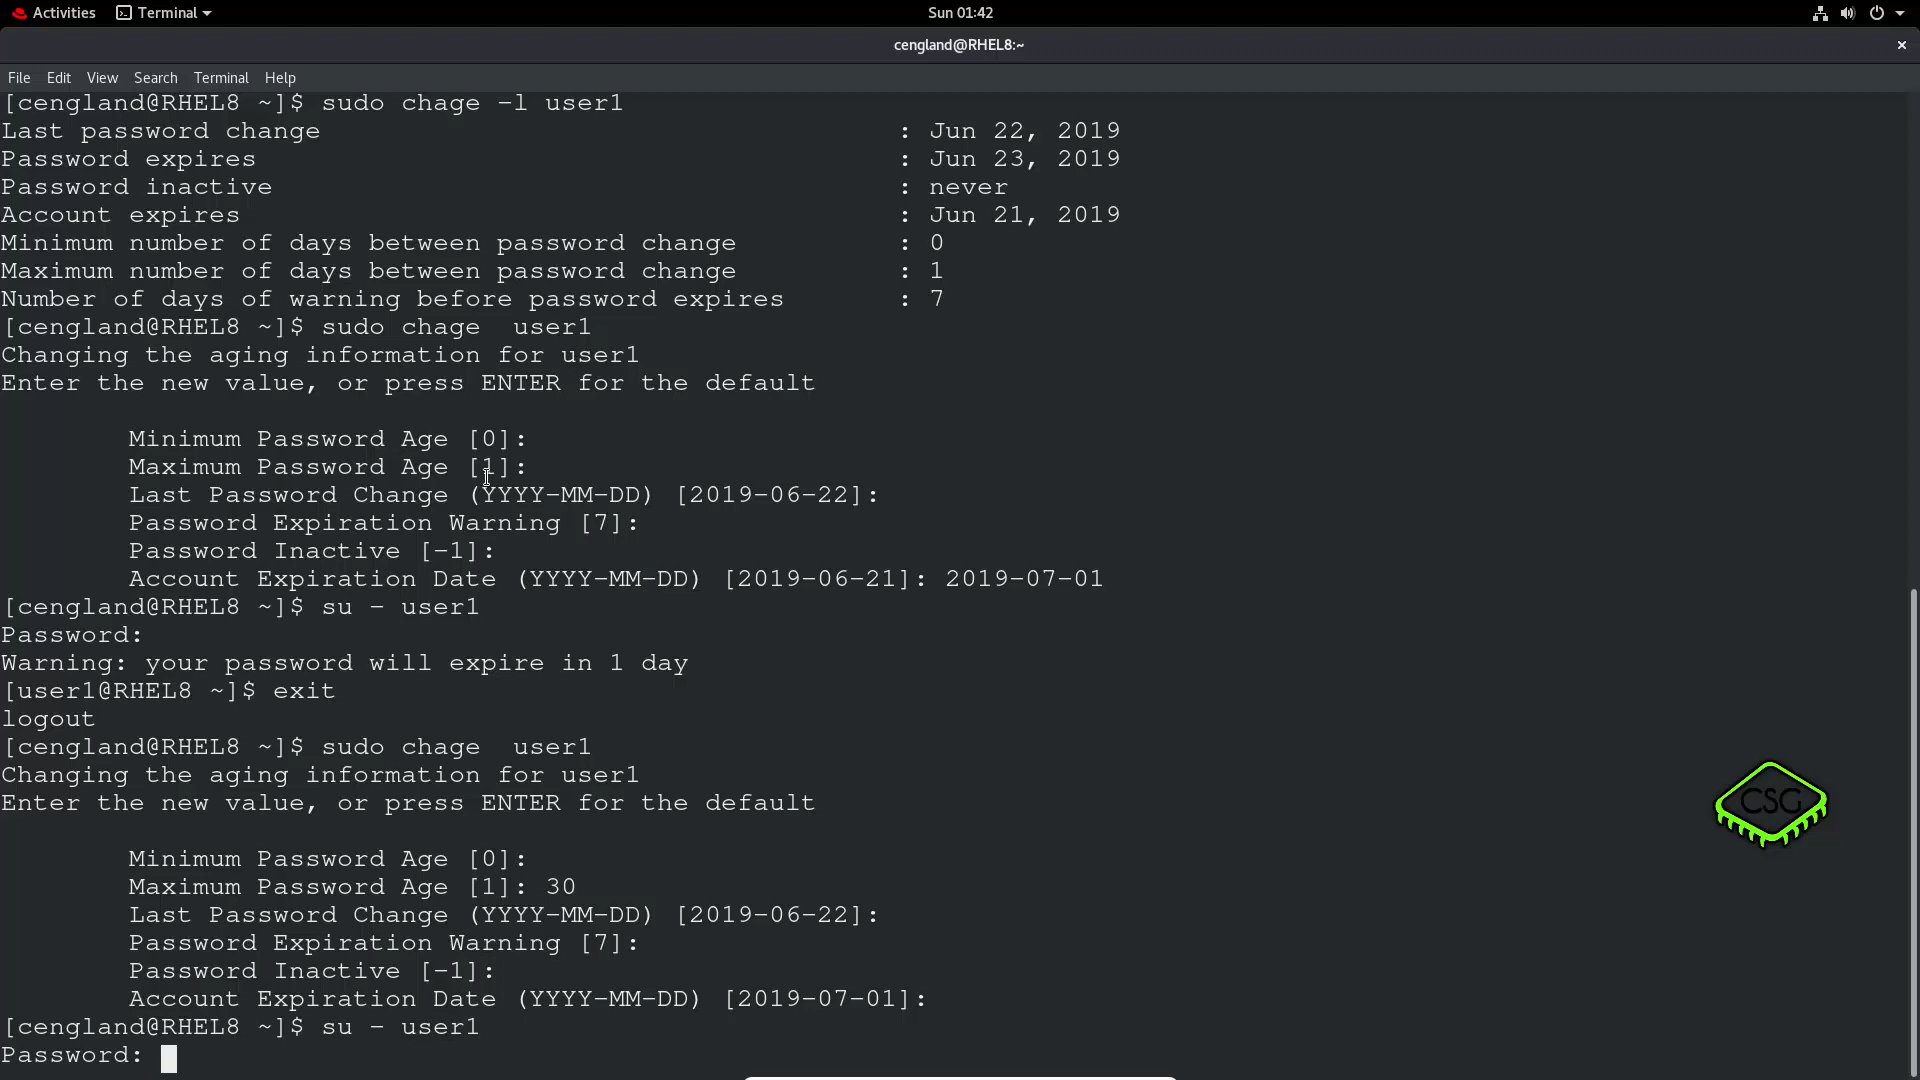 Activities Terminal Sun 01:42
cengland@RHEL8:~ ×
File Edit View Search Terminal Help
[cengland@RHEL8 ~]$ sudo chage -l user1
Last password change : Jun 22, 2019
Password expires : Jun 23, 2019
Password inactive : never
Account expires : Jun 21, 2019
Minimum number of days between password change : 0
Maximum number of days between password change : 1
Number of days of warning before password expires : 7
[cengland@RHEL8 ~]$ sudo chage  user1
Changing the aging information for user1
Enter the new value, or press ENTER for the default
Minimum Password Age [0]:
Maximum Password Age [1]:
Last Password Change (YYYY-MM-DD) [2019-06-22]:
Password Expiration Warning [7]:
Password Inactive [-1]:
Account Expiration Date (YYYY-MM-DD) [2019-06-21]: 2019-07-01
[cengland@RHEL8 ~]$ su - user1
Password:
Warning: your password will expire in 1 day
[user1@RHEL8 ~]$ exit
logout
[cengland@RHEL8 ~]$ sudo chage  user1
Changing the aging information for user1
Enter the new value, or press ENTER for the default
Minimum Password Age [0]:
Maximum Password Age [1]: 30
Last Password Change (YYYY-MM-DD) [2019-06-22]:
Password Expiration Warning [7]:
Password Inactive [-1]:
Account Expiration Date (YYYY-MM-DD) [2019-07-01]:
[cengland@RHEL8 ~]$ su - user1
Password:
CSG